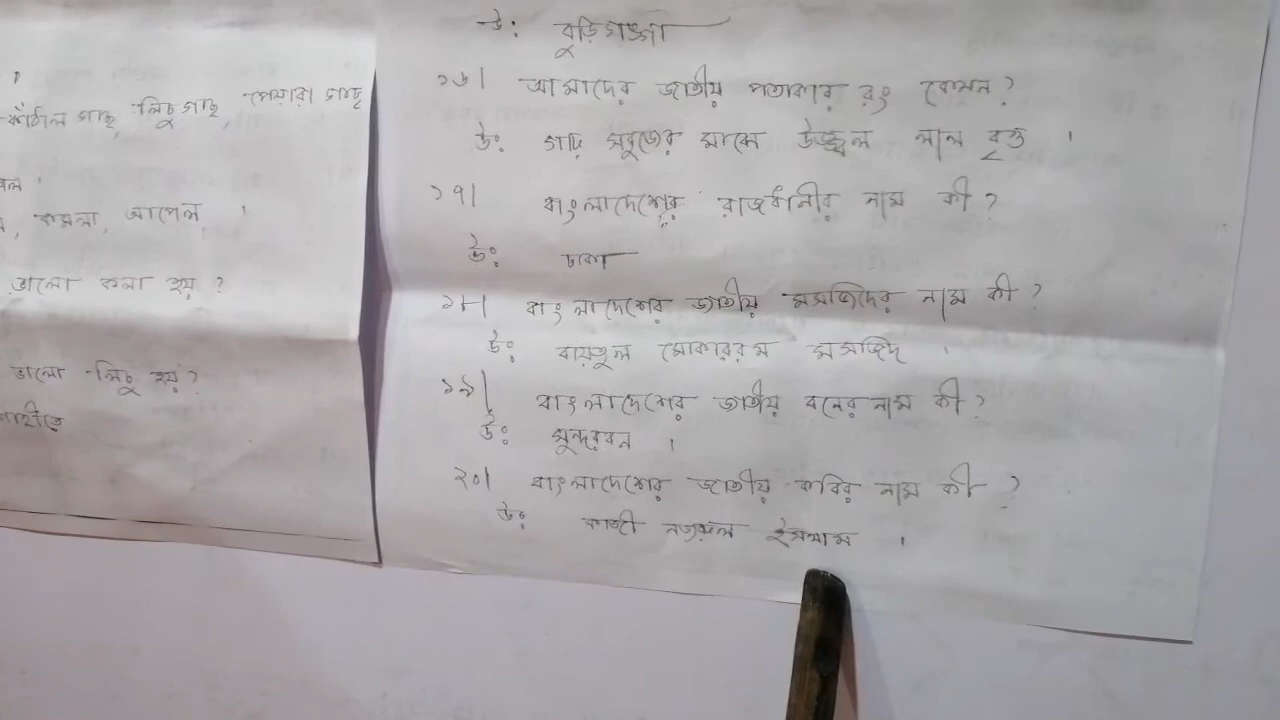 কাঁঠাল গাছ, লিচু গাছ, পেয়ারা গাছ
কমলা, আপেল ।
ভালো কলা হয় ?
ভালো লিচু হয় ?
উ: বুড়িগঙ্গা
১৬। আমাদের জাতীয় পতাকার রং কেমন ?
উঃ গাঢ় সবুজের মাঝে উজ্জ্বল লাল বৃত্ত ।
১৭। বাংলাদেশের রাজধানীর নাম কী ?
উঃ ঢাকা
১৮। বাংলাদেশের জাতীয় মসজিদের নাম কী ?
উঃ বায়তুল মোকাররম মসজিদ ।
১৯। বাংলাদেশের জাতীয় বনের নাম কী ?
উঃ সুন্দরবন ।
২০। বাংলাদেশের জাতীয় কবির নাম কী ?
উঃ কাজী নজরুল ইসলাম ।